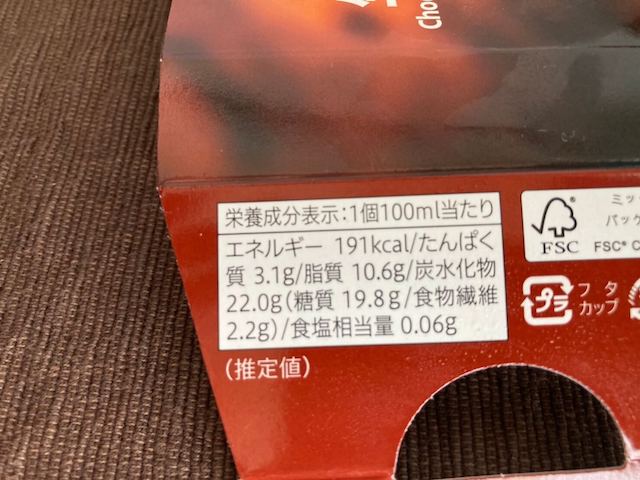 Cho
栄養成分表示:1個100ml当たり
エネルギー 191kcal/たんぱく
質 3.1g/脂質 10.6g/炭水化物
22.0g(糖質 19.8g/食物繊維
2.2g)/食塩相当量 0.06g
(推定値)
FSC
ミッ
パッケ
FSC® C
プラ
フタ
カップ